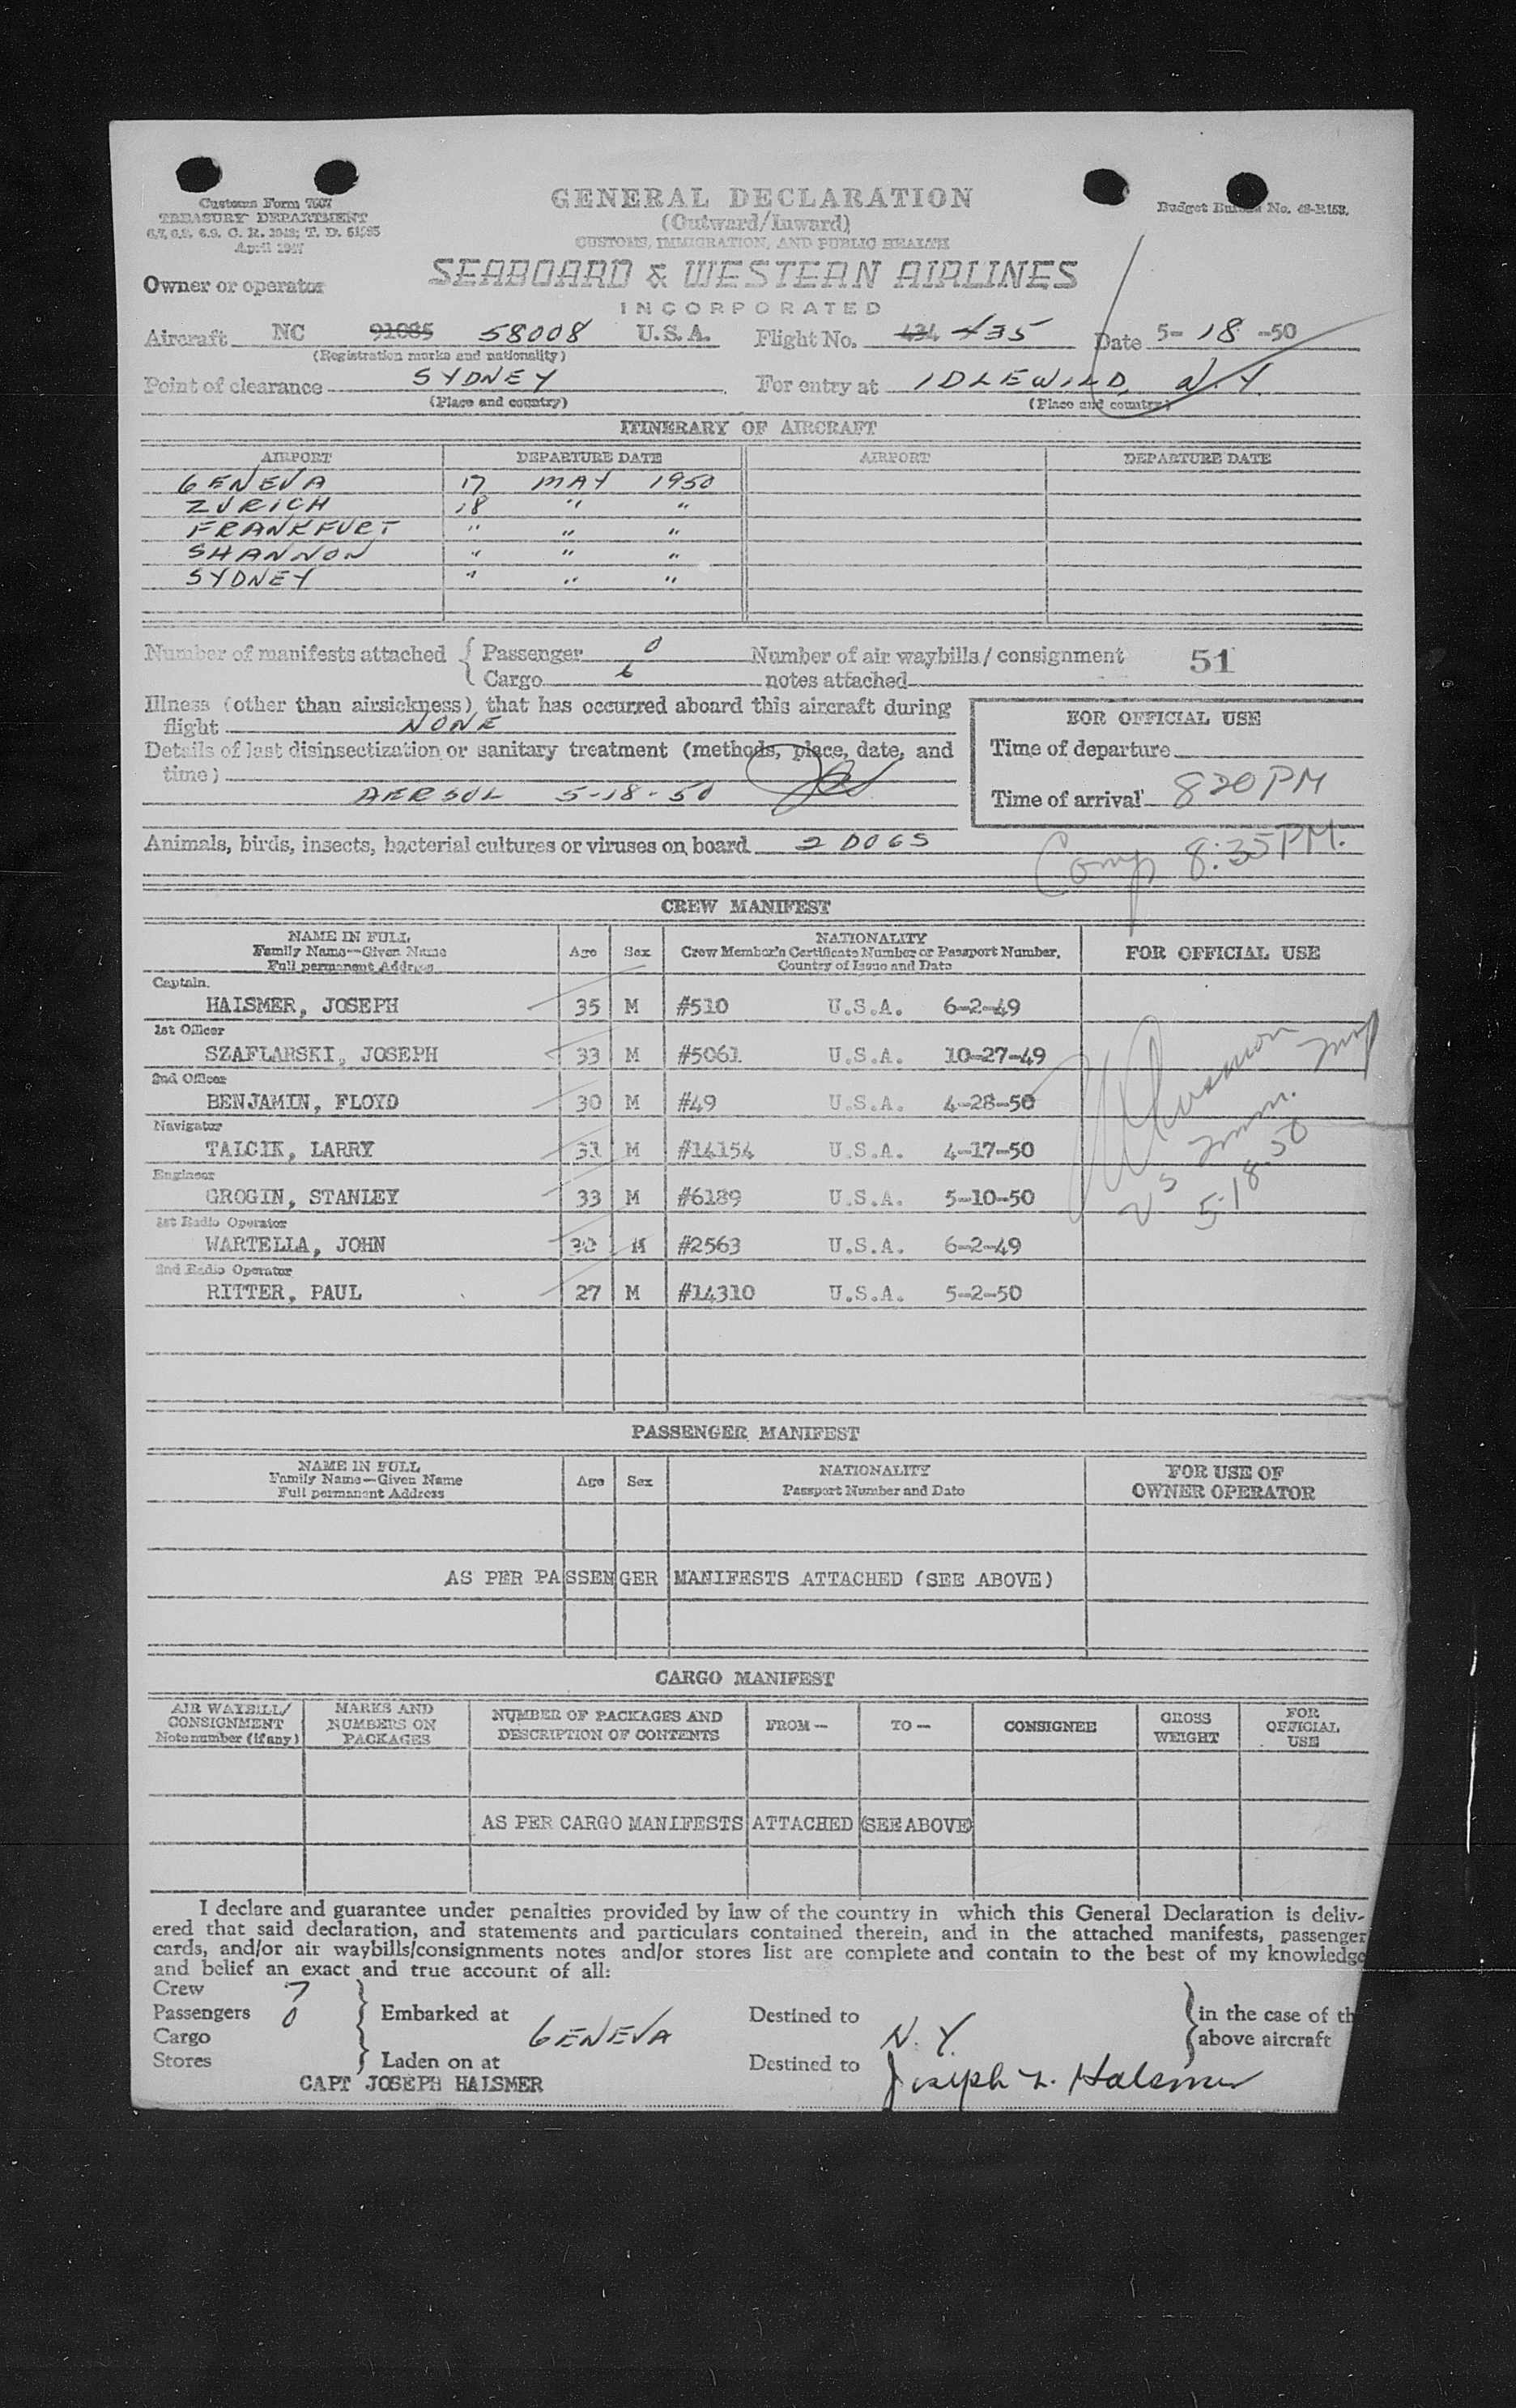 Customs Form 7507
TREASURY DEPARTMENT
April 1947
GENERAL DECLARATION
(Outward/Inward)
CUSTOMS, IMMIGRATION, AND PUBLIC HEALTH
Budget Bureau No.
Owner or operator
SEABOARD & WESTERN AIRLINES
INCORPORATED
Aircraft NC 91085 58008 U.S.A. Flight No. 434 435 Date 5-18-50
(Registration marks and nationality)
Point of clearance SYDNEY For entry at IDLEWILD, N.Y.
(Place and country) (Place and country)
ITINERARY OF AIRCRAFT
AIRPORT DEPARTURE DATE AIRPORT DEPARTURE DATE
GENEVA 17 MAY 1950
ZURICH 18 " "
FRANKFURT " " "
SHANNON " " "
SYDNEY " " "
Number of manifests attached { Passenger 0 Number of air waybills / consignment 51
Cargo 6 notes attached
Illness (other than airsickness) that has occurred aboard this aircraft during
flight NONE
FOR OFFICIAL USE
Details of last disinsectization or sanitary treatment (methods, place, date, and
time)
Time of departure
AERSOL 5-18-50
Time of arrival 820 PM
Animals, birds, insects, bacterial cultures or viruses on board 2 DOGS
Comp 8:35 PM.
CREW MANIFEST
NAME IN FULL
Family Name—Given Name
Full permanent Address
Age Sex
NATIONALITY
Crew Member's Certificate Number or Passport Number,
Country of Issue and Date
FOR OFFICIAL USE
Captain
HAISMER, JOSEPH 35 M #510 U.S.A. 6-2-49
1st Officer
SZAFLARSKI, JOSEPH 33 M #5061 U.S.A. 10-27-49
2nd Officer
BENJAMIN, FLOYD 30 M #49 U.S.A. 4-28-50
Navigator
TALCIK, LARRY 31 M #14154 U.S.A. 4-17-50
Engineer
GROGIN, STANLEY 33 M #6189 U.S.A. 5-10-50
1st Radio Operator
WARTELLA, JOHN 30 M #2563 U.S.A. 6-2-49
2nd Radio Operator
RITTER, PAUL 27 M #14310 U.S.A. 5-2-50
US Imm.
5-18-50
PASSENGER MANIFEST
NAME IN FULL
Family Name—Given Name
Full permanent Address
Age Sex
NATIONALITY
Passport Number and Date
FOR USE OF
OWNER OPERATOR
AS PER PASSENGER MANIFESTS ATTACHED (SEE ABOVE)
CARGO MANIFEST
AIR WAYBILL/
CONSIGNMENT
Note number (if any)
MARKS AND
NUMBERS ON
PACKAGES
NUMBER OF PACKAGES AND
DESCRIPTION OF CONTENTS
FROM— TO— CONSIGNEE
GROSS
WEIGHT
FOR
OFFICIAL
USE
AS PER CARGO MANIFESTS ATTACHED (SEE ABOVE)
I declare and guarantee under penalties provided by law of the country in which this General Declaration is deliv-
ered that said declaration, and statements and particulars contained therein, and in the attached manifests, passenger
cards, and/or air waybills/consignments notes and/or stores list are complete and contain to the best of my knowledge
and belief an exact and true account of all:
Crew 7
Passengers 0 } Embarked at GENEVA Destined to N.Y. } in the case of th
Cargo above aircraft
Stores } Laden on at Destined to
CAPT JOSEPH HALSMER Joseph L. Halsmer